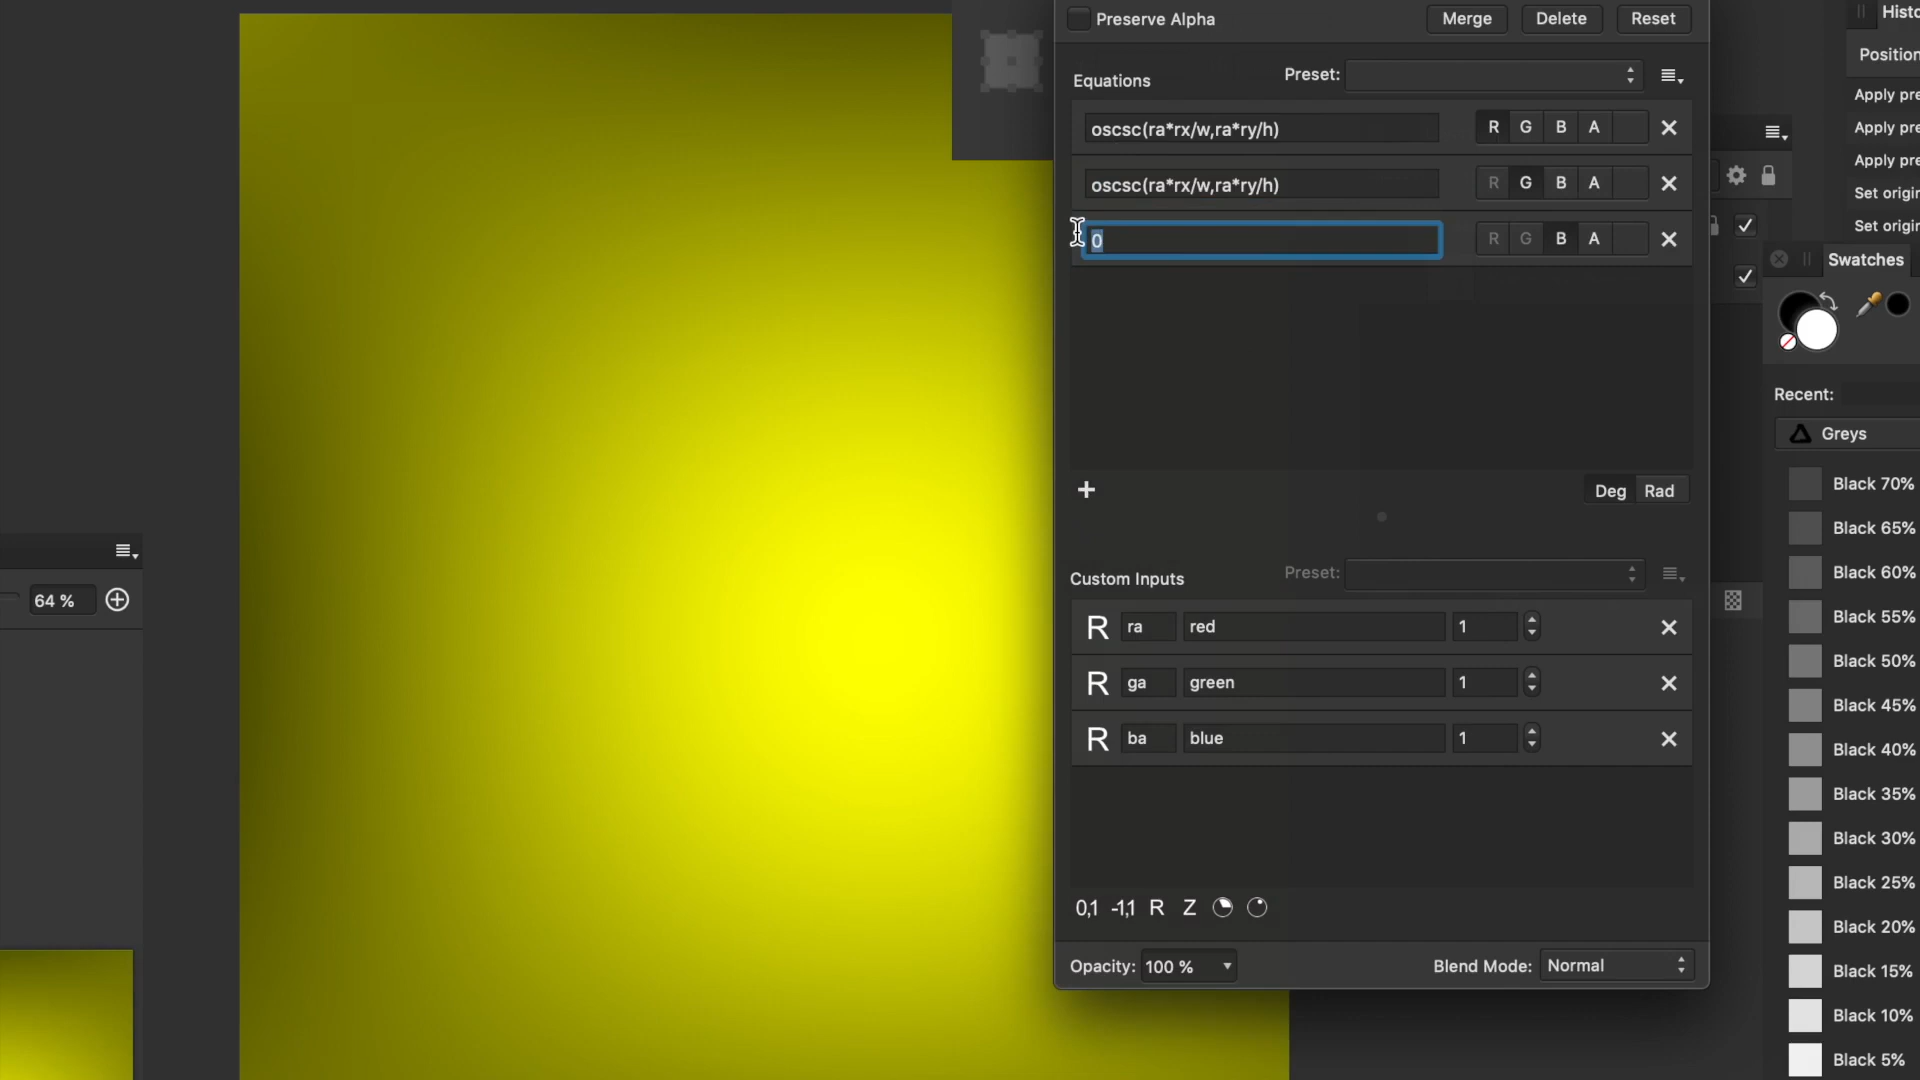 Preserve Alpha
Merge
Delete
Reset
Equations
Preset:
oscsc(ra*rx/w,ra*ry/h)
R G B A
oscsc(ra*rx/w,ra*ry/h)
R G B A
0
R G B A
Deg Rad
Custom Inputs
Preset:
R ra red 1
R ga green 1
R ba blue 1
0,1 -1,1 R Z
Opacity: 100 %
Blend Mode: Normal
64 %
Histo
Position
Apply pre
Apply pre
Apply pre
Set origin
Set origin
Swatches
Recent:
Greys
Black 70%
Black 65%
Black 60%
Black 55%
Black 50%
Black 45%
Black 40%
Black 35%
Black 30%
Black 25%
Black 20%
Black 15%
Black 10%
Black 5%